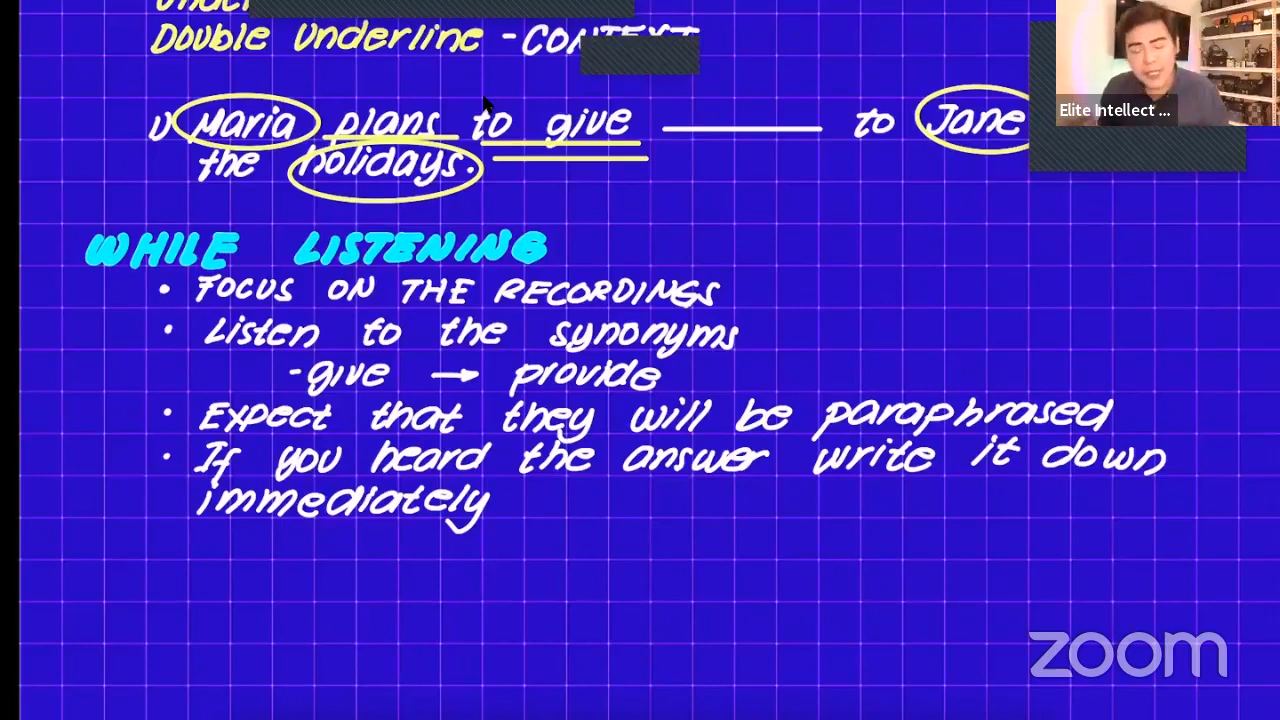 Double Underline - CONTEXT
Elite Intellect ...
1) Maria plans to give ________ to Jane
the holidays.
WHILE LISTENING
• FOCUS ON THE RECORDINGS
• Listen to the synonyms
- give → provide
• Expect that they will be paraphrased
• If you heard the answer write it down
immediately
zoom